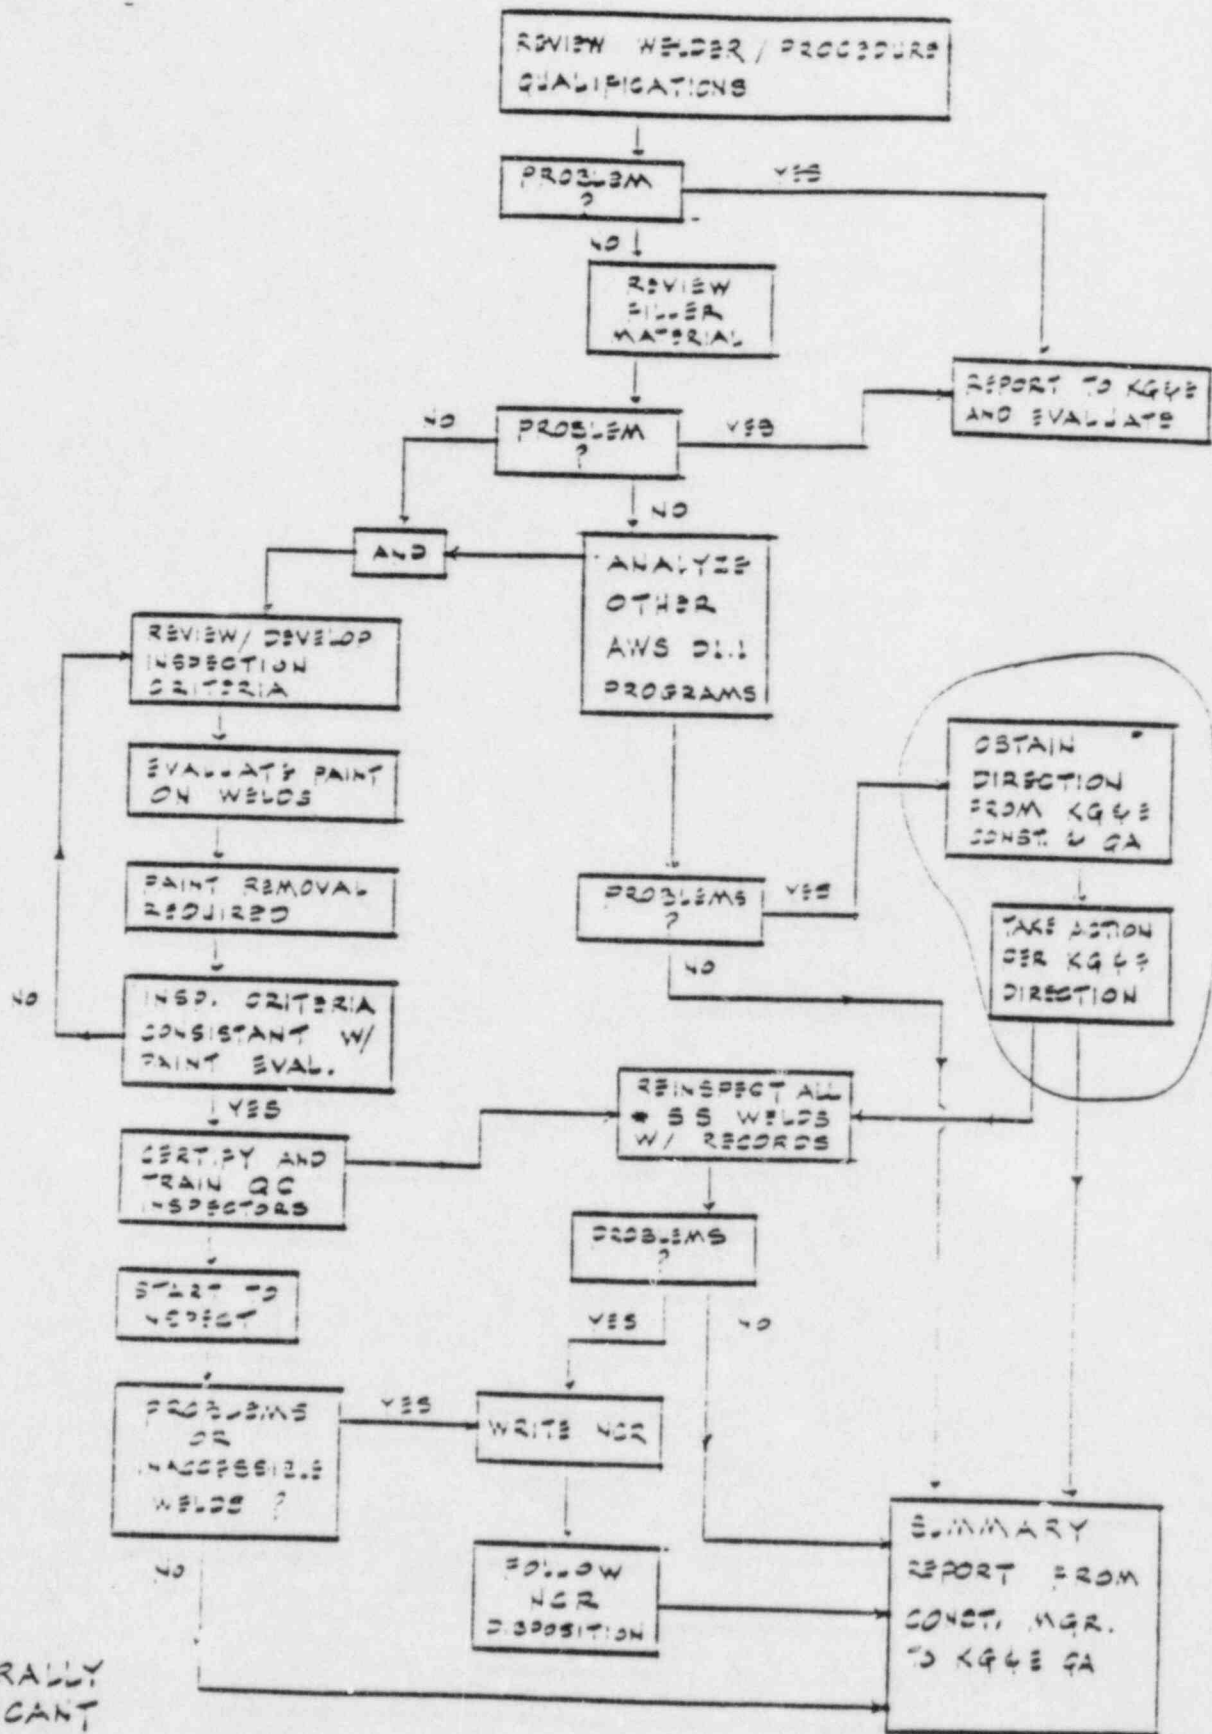 REVIEW WELDER / PROCEDURE
QUALIFICATIONS
PROBLEM
?
YES
NO
REVIEW
FILLER
MATERIAL
REPORT TO KG&E
AND EVALUATE
NO
PROBLEM
?
YES
NO
AND
ANALYZE
OTHER
AWS D1.1
PROGRAMS
REVIEW/DEVELOP
INSPECTION
CRITERIA
EVALUATE PAINT
ON WELDS
OBTAIN
DIRECTION
FROM KG&E
CONST. & QA
PAINT REMOVAL
REQUIRED
PROBLEMS
?
YES
NO
TAKE ACTION
PER KG&E
DIRECTION
NO
INSP. CRITERIA
CONSISTANT W/
PAINT EVAL.
YES
REINSPECT ALL
* SS WELDS
W/ RECORDS
CERTIFY AND
TRAIN QC
INSPECTORS
PROBLEMS
?
START TO
INSPECT
YES
NO
PROBLEMS
OR
INACCESSIBLE
WELDS ?
YES
WRITE NCR
NO
FOLLOW
NCR
DISPOSITION
SUMMARY
REPORT FROM
CONST. MGR.
TO KG&E QA
RALLY
CANT